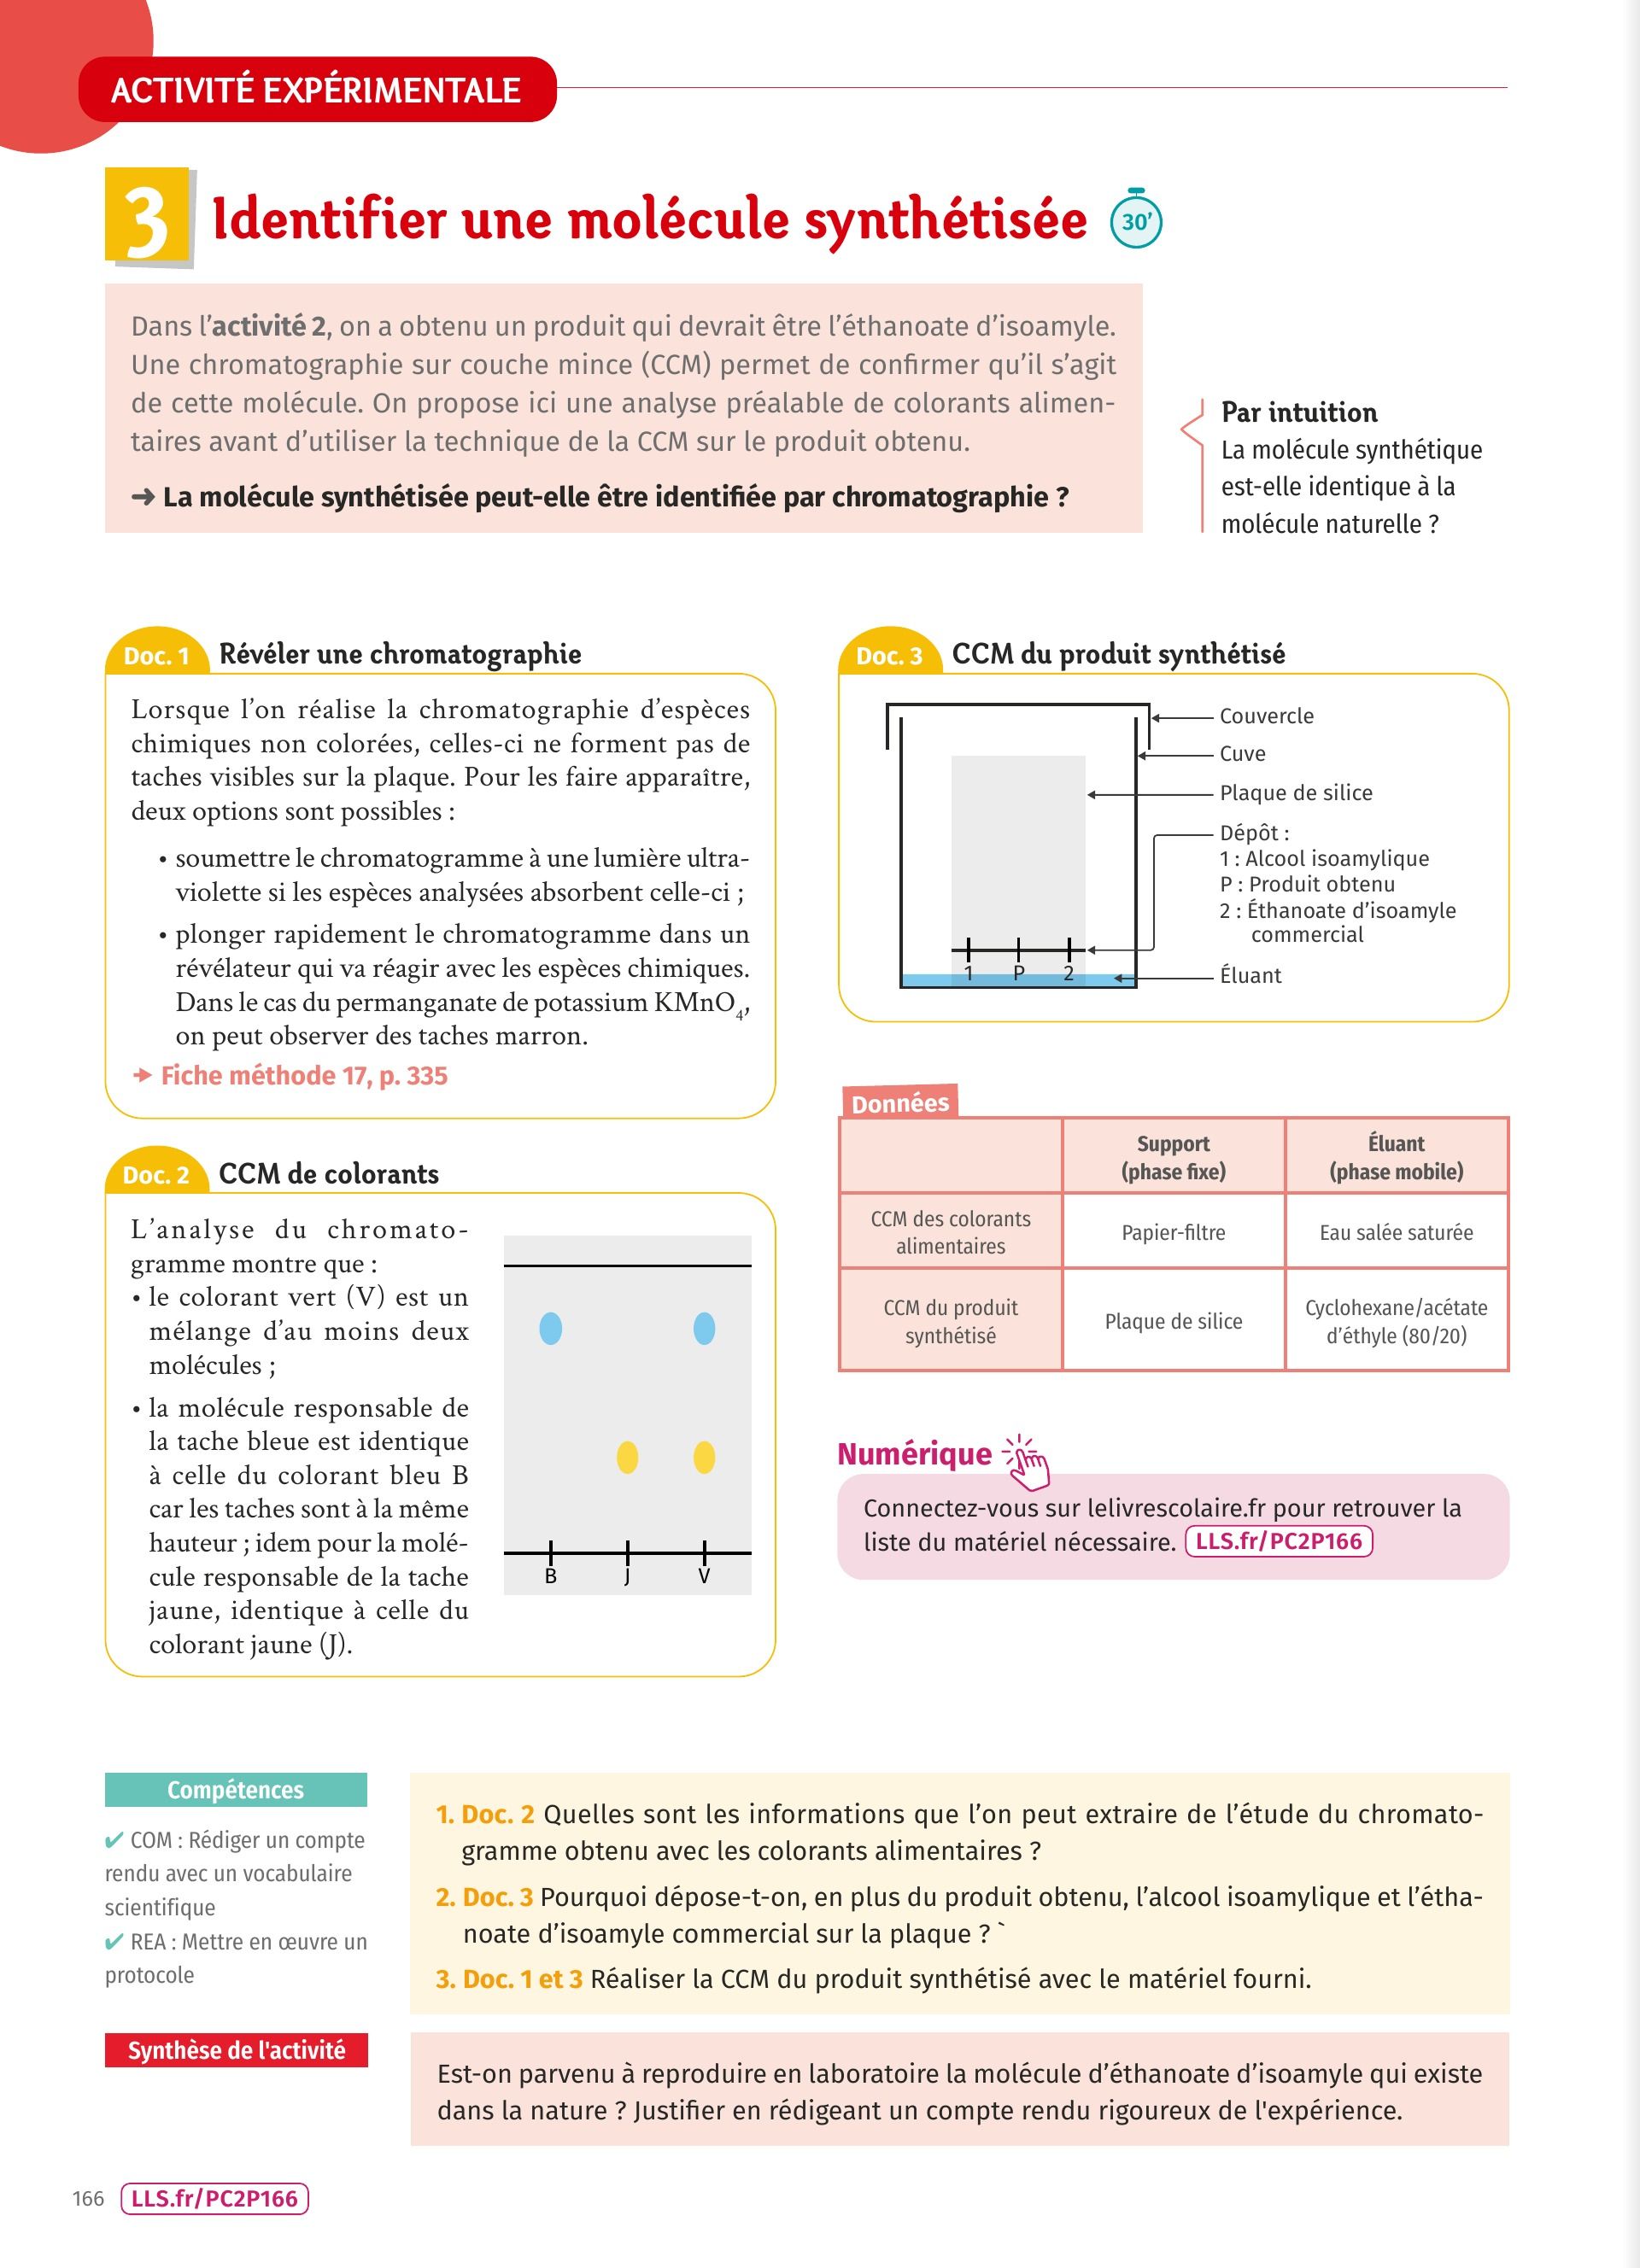 ACTIVITÉ EXPÉRIMENTALE
3 Identifier une molécule synthétisée 30’
Dans l’activité 2, on a obtenu un produit qui devrait être l’éthanoate d’isoamyle.
Une chromatographie sur couche mince (CCM) permet de confirmer qu’il s’agit
de cette molécule. On propose ici une analyse préalable de colorants alimen-
taires avant d’utiliser la technique de la CCM sur le produit obtenu.
➜ La molécule synthétisée peut-elle être identifiée par chromatographie ?
Par intuition
La molécule synthétique
est-elle identique à la
molécule naturelle ?
Doc. 1 Révéler une chromatographie
Lorsque l’on réalise la chromatographie d’espèces
chimiques non colorées, celles-ci ne forment pas de
taches visibles sur la plaque. Pour les faire apparaître,
deux options sont possibles :
• soumettre le chromatogramme à une lumière ultra-
violette si les espèces analysées absorbent celle-ci ;
• plonger rapidement le chromatogramme dans un
révélateur qui va réagir avec les espèces chimiques.
Dans le cas du permanganate de potassium KMnO₄,
on peut observer des taches marron.
➜ Fiche méthode 17, p. 335
Doc. 2 CCM de colorants
L’analyse du chromato-
gramme montre que :
• le colorant vert (V) est un
mélange d’au moins deux
molécules ;
• la molécule responsable de
la tache bleue est identique
à celle du colorant bleu B
car les taches sont à la même
hauteur ; idem pour la molé-
cule responsable de la tache
jaune, identique à celle du
colorant jaune (J).
B J V
Doc. 3 CCM du produit synthétisé
Couvercle
Cuve
Plaque de silice
Dépôt :
1 : Alcool isoamylique
P : Produit obtenu
2 : Éthanoate d’isoamyle
commercial
Éluant
1 P 2
Données
Support
(phase fixe)
Éluant
(phase mobile)
CCM des colorants
alimentaires
Papier-filtre
Eau salée saturée
CCM du produit
synthétisé
Plaque de silice
Cyclohexane/acétate
d’éthyle (80/20)
Numérique
Connectez-vous sur lelivrescolaire.fr pour retrouver la
liste du matériel nécessaire. LLS.fr/PC2P166
Compétences
✔ COM : Rédiger un compte
rendu avec un vocabulaire
scientifique
✔ REA : Mettre en œuvre un
protocole
1. Doc. 2 Quelles sont les informations que l’on peut extraire de l’étude du chromato-
gramme obtenu avec les colorants alimentaires ?
2. Doc. 3 Pourquoi dépose-t-on, en plus du produit obtenu, l’alcool isoamylique et l’étha-
noate d’isoamyle commercial sur la plaque ? `
3. Doc. 1 et 3 Réaliser la CCM du produit synthétisé avec le matériel fourni.
Synthèse de l'activité
Est-on parvenu à reproduire en laboratoire la molécule d’éthanoate d’isoamyle qui existe
dans la nature ? Justifier en rédigeant un compte rendu rigoureux de l'expérience.
166 LLS.fr/PC2P166